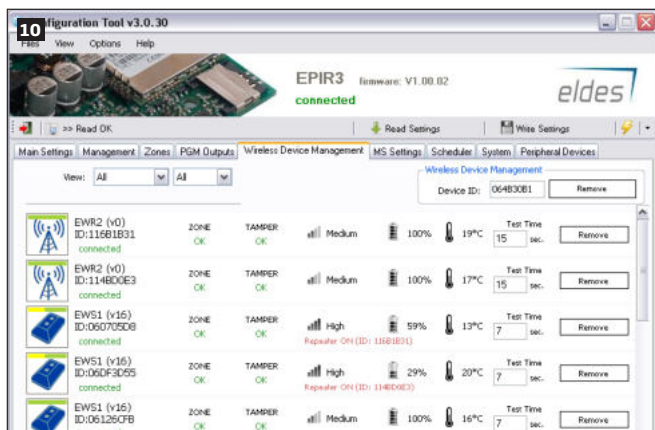 10
figuration Tool v3.0.30
Files View Options Help
EPIR3 firmware: V1.00.02
connected
eldes
>> Read OK Read Settings Write Settings
Main Settings Management Zones PGM Outputs Wireless Device Management MS Settings Scheduler System Peripheral Devices
View: All All
Wireless Device Management
Device ID: 064B30B1 Remove
EWR2 (v0) ZONE TAMPER Test Time
ID:116B1B31 OK OK Medium 100% 19°C 15 sec. Remove
connected
EWR2 (v0) ZONE TAMPER Test Time
ID:114BD0E3 OK OK Medium 100% 17°C 15 sec. Remove
connected
EWS1 (v16) ZONE TAMPER Test Time
ID:060705D8 OK OK High 59% 13°C 7 sec. Remove
connected Repeater ON (ID: 116B1B31)
EWS1 (v16) ZONE TAMPER Test Time
ID:06DF3D55 OK OK High 29% 20°C 7 sec. Remove
connected Repeater ON (ID: 114BD0E3)
EWS1 (v16) ZONE TAMPER Test Time
ID:06126CFB OK OK Medium 100% 16°C 7 sec. Remove